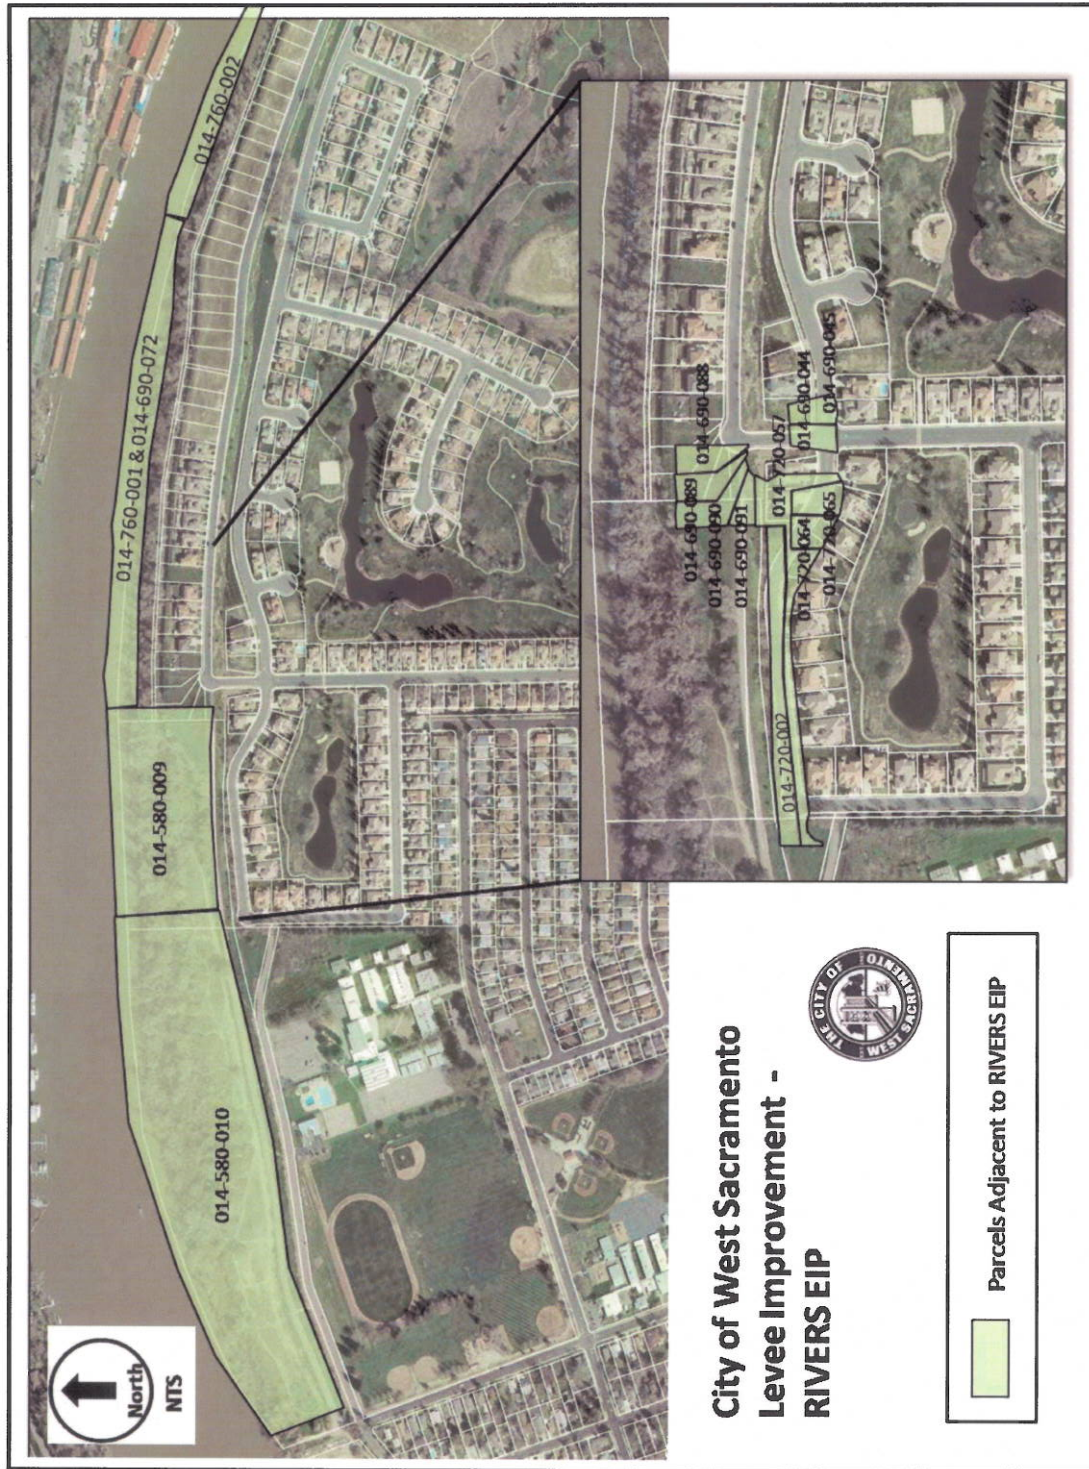 North
NTS
014-580-010
014-580-009
014-760-001 & 014-690-072
014-760-002
014-690-088
014-690-089
014-690-090
014-690-091
014-720-057
014-690-044
014-690-045
014-720-064
014-720-065
014-720-002
City of West Sacramento
Levee Improvement -
RIVERS EIP
THE CITY OF
WEST SACRAMENTO
Parcels Adjacent to RIVERS EIP